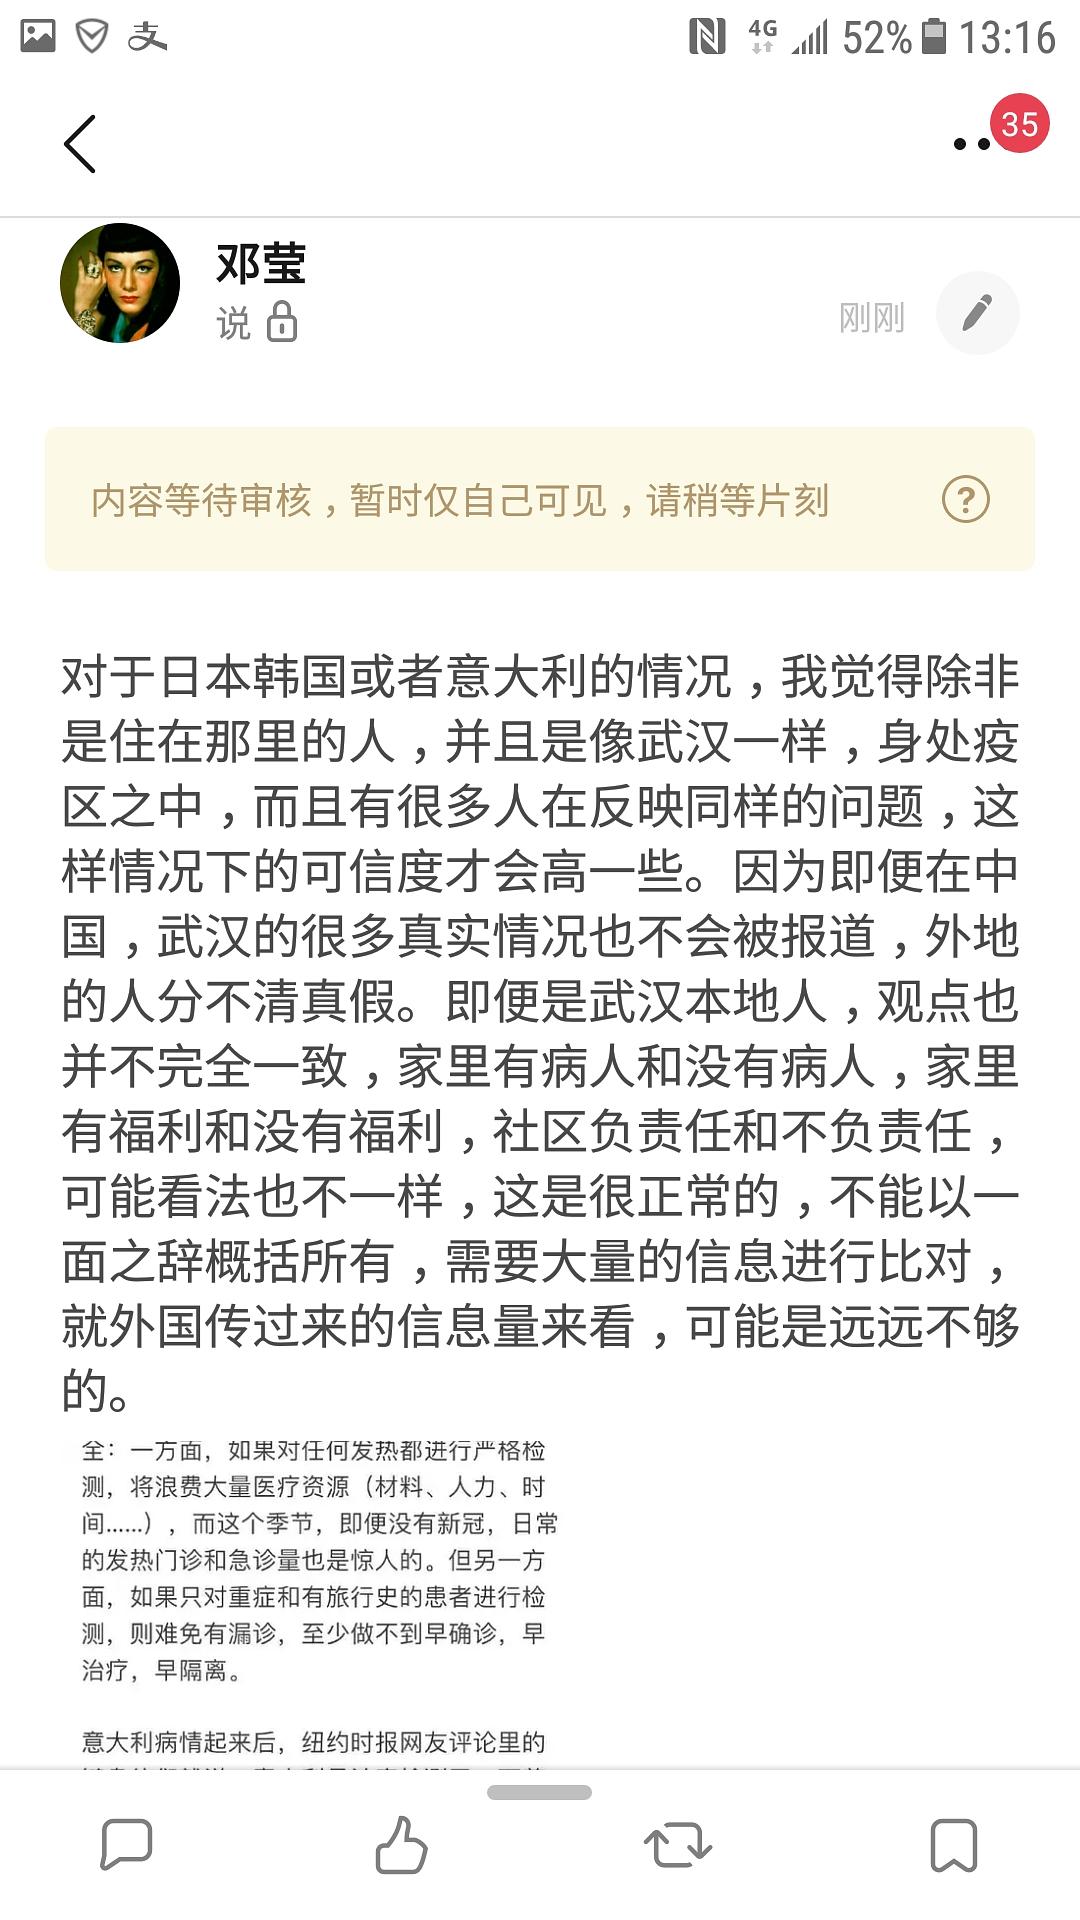 支
4G
52%
13:16
35
邓莹
说
刚刚
内容等待审核，暂时仅自己可见，请稍等片刻
?
对于日本韩国或者意大利的情况，我觉得除非
是住在那里的人，并且是像武汉一样，身处疫
区之中，而且有很多人在反映同样的问题，这
样情况下的可信度才会高一些。因为即便在中
国，武汉的很多真实情况也不会被报道，外地
的人分不清真假。即便是武汉本地人，观点也
并不完全一致，家里有病人和没有病人，家里
有福利和没有福利，社区负责任和不负责任，
可能看法也不一样，这是很正常的，不能以一
面之辞概括所有，需要大量的信息进行比对，
就外国传过来的信息量来看，可能是远远不够
的。
全：一方面，如果对任何发热都进行严格检
测，将浪费大量医疗资源（材料、人力、时
间......），而这个季节，即便没有新冠，日常
的发热门诊和急诊量也是惊人的。但另一方
面，如果只对重症和有旅行史的患者进行检
测，则难免有漏诊，至少做不到早确诊，早
治疗，早隔离。
意大利病情起来后，纽约时报网友评论里的